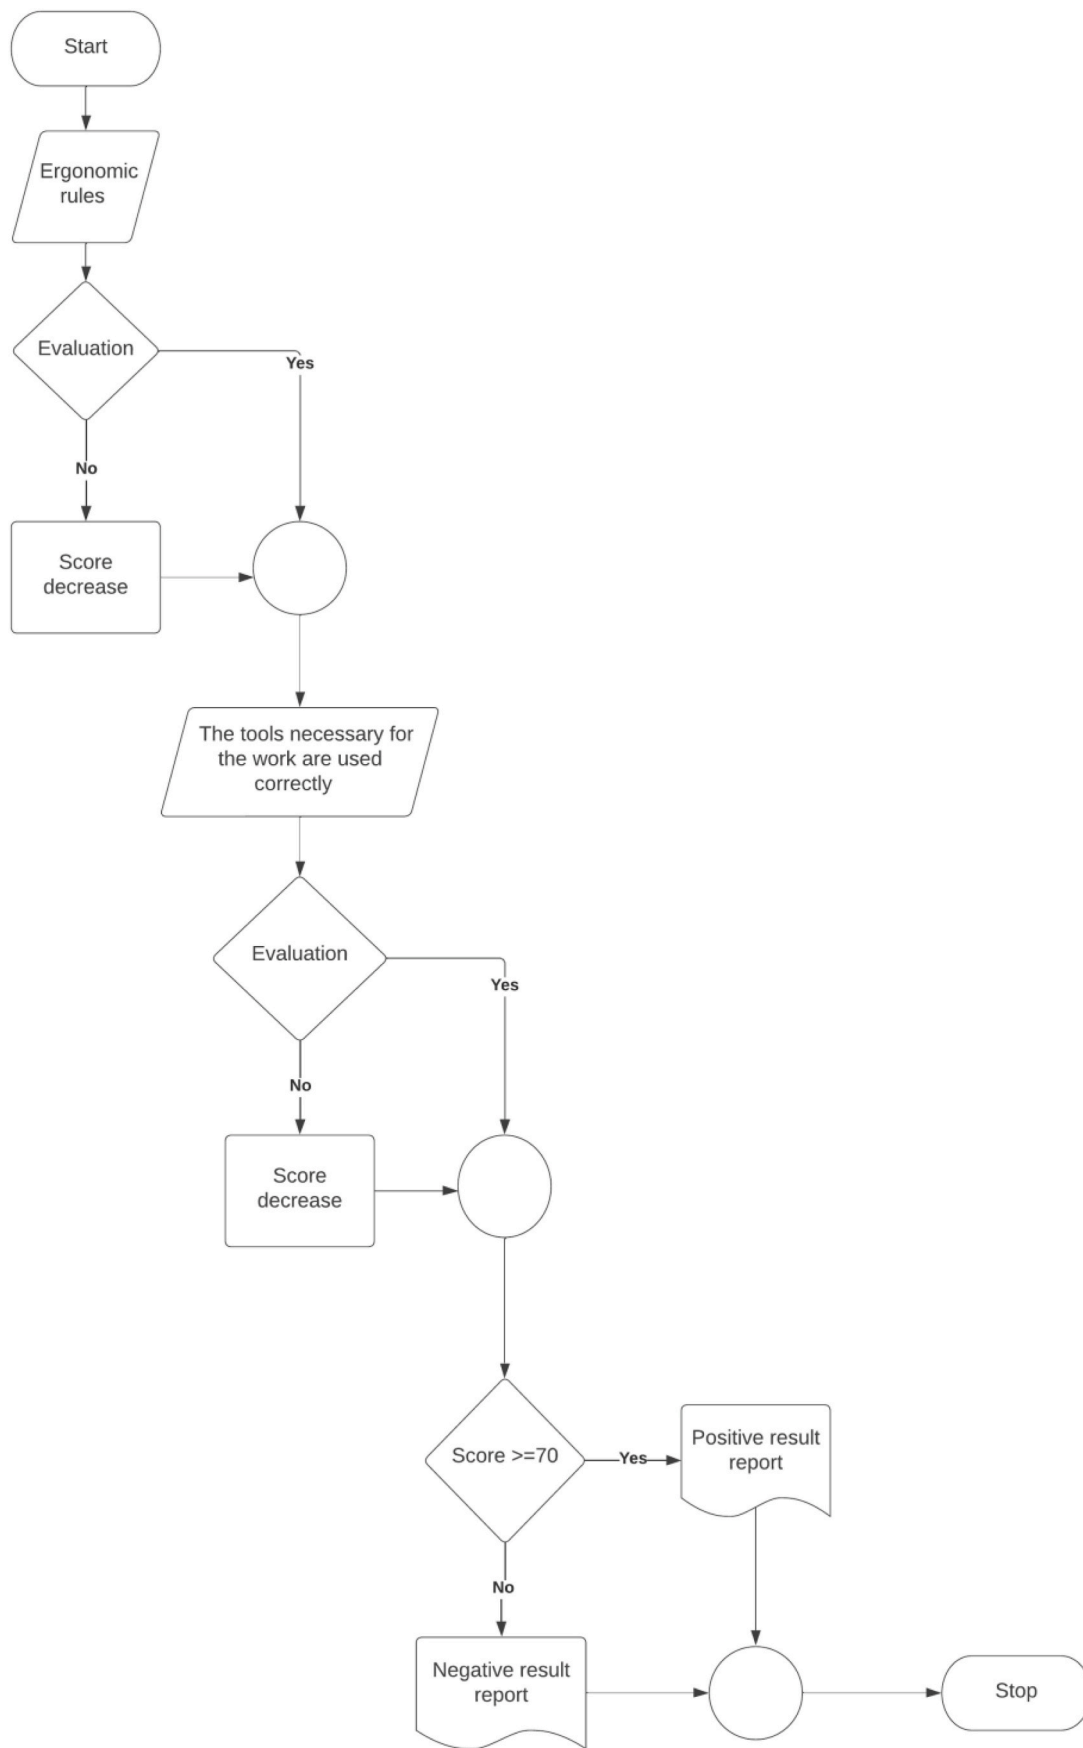 Start
Ergonomic
rules
Evaluation
Yes
No
Score
decrease
The tools necessary for
the work are used
correctly
Evaluation
Yes
No
Score
decrease
Score >=70
Yes
Positive result
report
No
Negative result
report
Stop